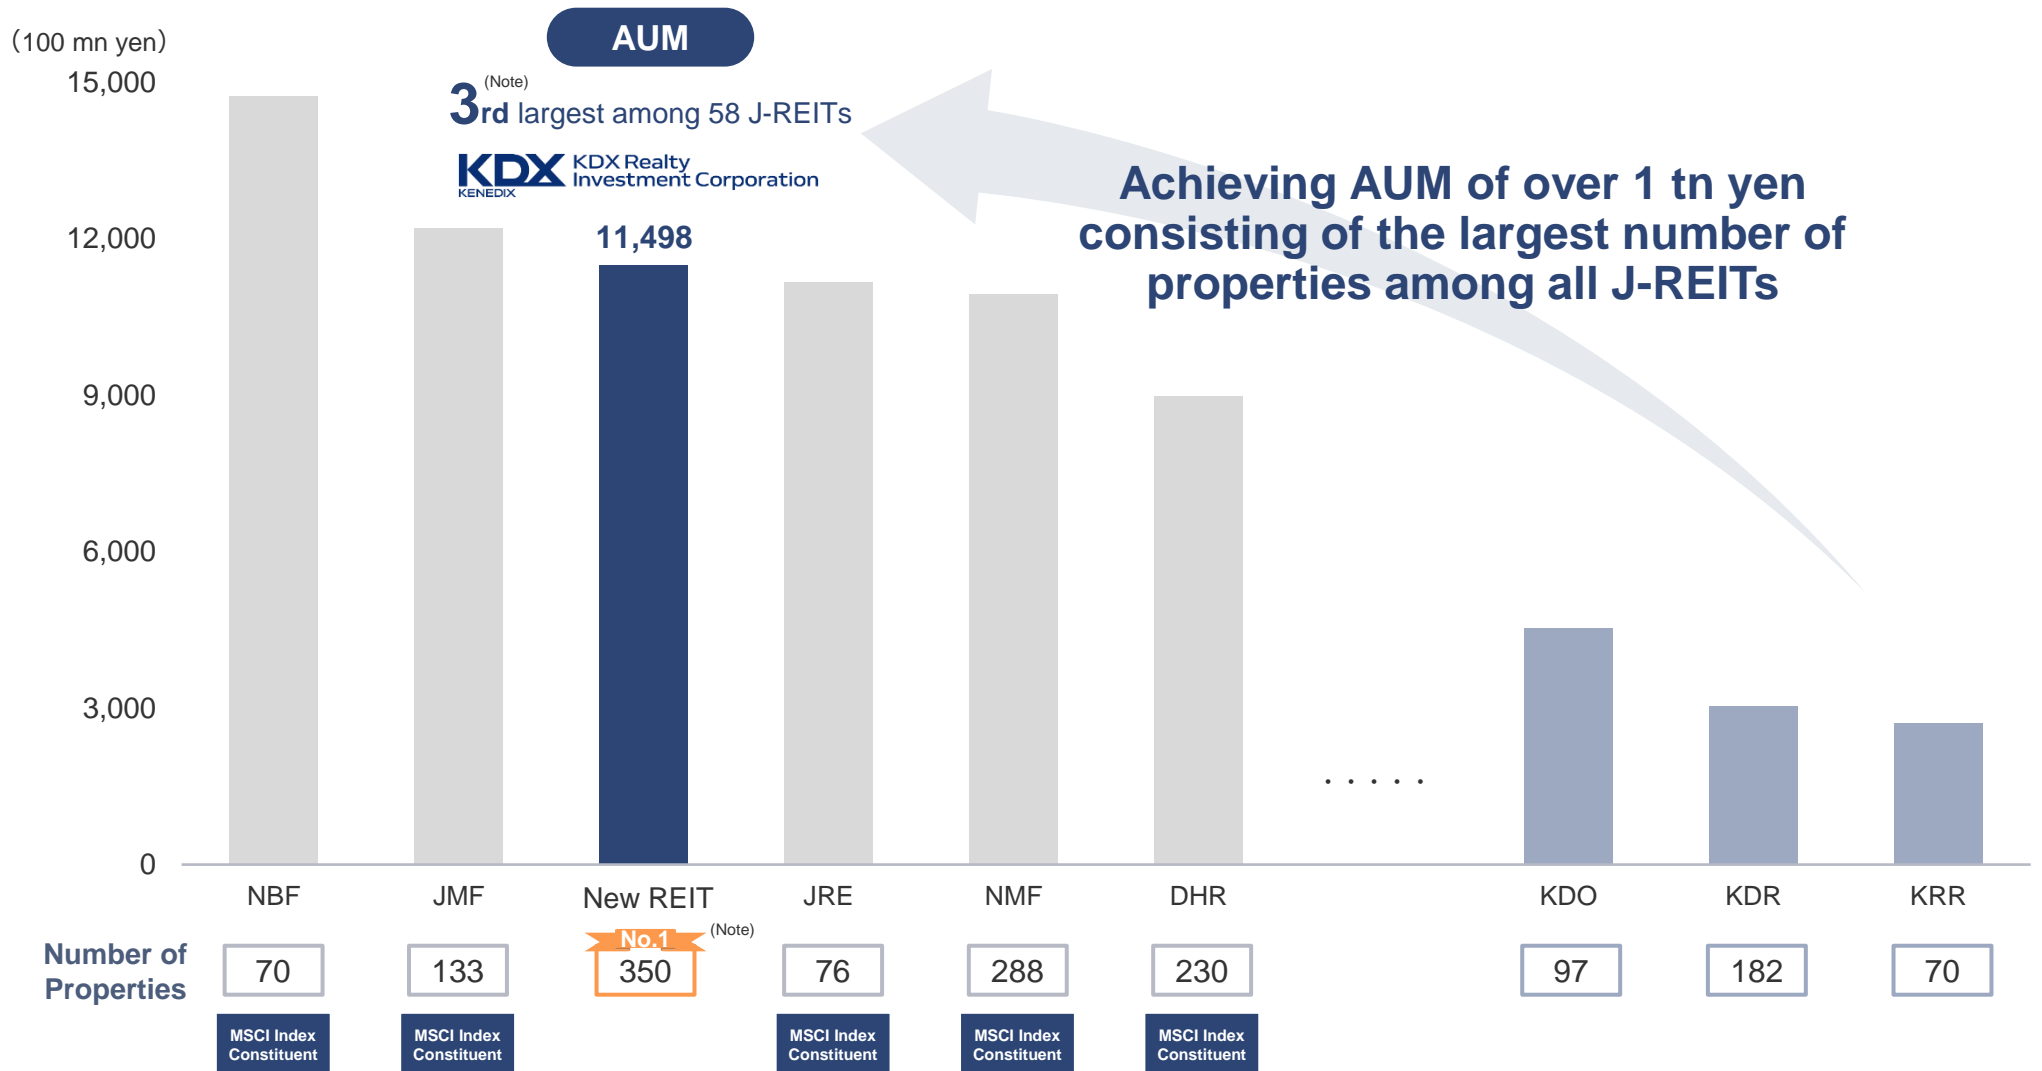 （100 mn yen）
AUM
(Note)
3rd largest among 58 J-REITs
KDX KDX Realty
KENEDIX Investment Corporation
Achieving AUM of over 1 tn yen
consisting of the largest number of
properties among all J-REITs
15,000
12,000
9,000
6,000
3,000
0
11,498
. . . . .
NBF JMF New REIT JRE NMF DHR KDO KDR KRR
No.1 (Note)
Number of
Properties
70 133 350 76 288 230 97 182 70
MSCI Index MSCI Index MSCI Index MSCI Index MSCI Index
Constituent Constituent Constituent Constituent Constituent